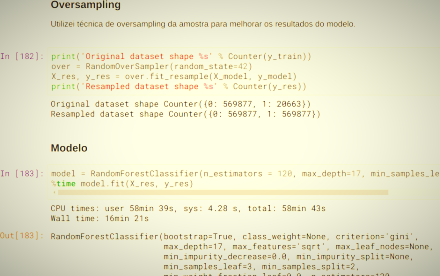 Oversampling
Utilizei técnica de oversampling da amostra para melhorar os resultados do modelo.
In [182]: print('Original dataset shape %s' % Counter(y_train))
over = RandomOverSampler(random_state=42)
X_res, y_res = over.fit_resample(X_model, y_model)
print('Resampled dataset shape %s' % Counter(y_res))
Original dataset shape Counter({0: 569877, 1: 20663})
Resampled dataset shape Counter({0: 569877, 1: 569877})
Modelo
In [183]: model = RandomForestClassifier(n_estimators = 120, max_depth=17, min_samples_le
%time model.fit(X_res, y_res)
CPU times: user 58min 39s, sys: 4.28 s, total: 58min 43s
Wall time: 16min 21s
Out[183]: RandomForestClassifier(bootstrap=True, class_weight=None, criterion='gini',
max_depth=17, max_features='sqrt', max_leaf_nodes=None,
min_impurity_decrease=0.0, min_impurity_split=None,
min_samples_leaf=3, min_samples_split=2,